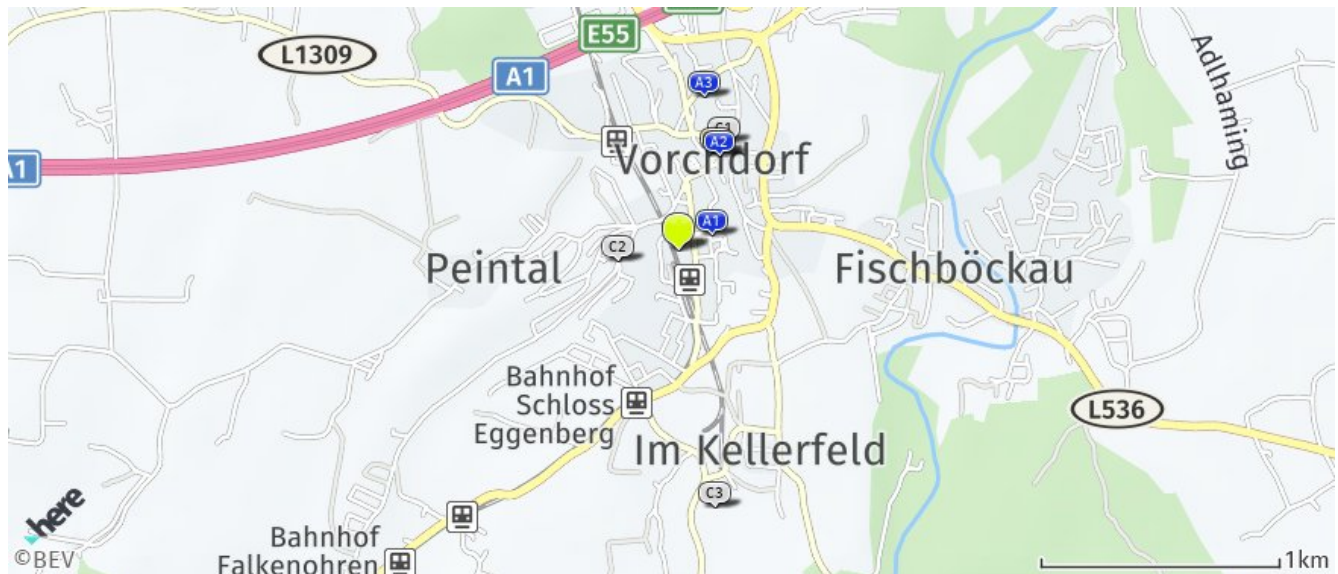 E55
L1309
A1
A3
C1
A2
Vorchdorf
Adlhaming
A1
A1
C2
Peintal
Fischböckau
Bahnhof
Schloss
Eggenberg
L536
Im Kellerfeld
C3
here
Bahnhof
Falkenohren
©BEV
1km